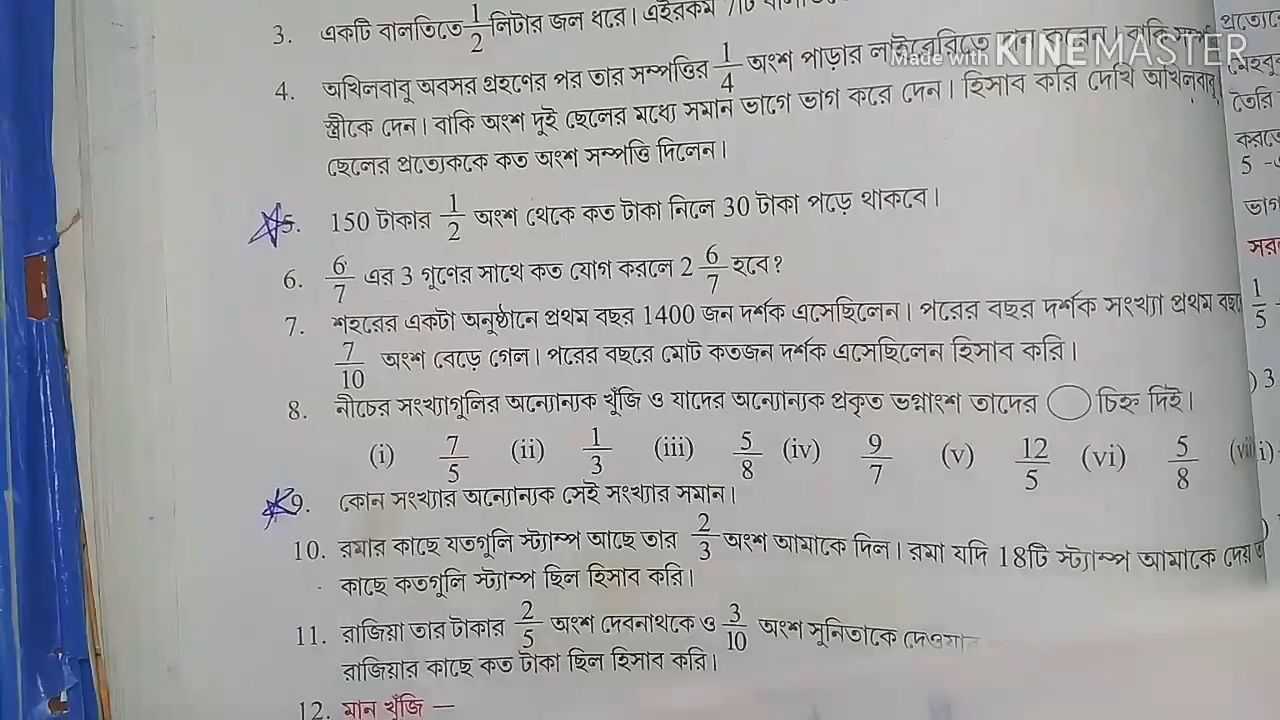 Made with KINEMASTER
3. একটি বালতিতে 1/2 লিটার জল ধরে। এইরকম 7টি
4. অখিলবাবু অবসর গ্রহণের পর তার সম্পত্তির 1/4 অংশ পাড়ার লাইব্রেরিতে দান করলেন।
স্ত্রীকে দেন। বাকি অংশ দুই ছেলের মধ্যে সমান ভাগে ভাগ করে দেন। হিসাব করি দেখি অখিলবাবু
ছেলের প্রত্যেককে কত অংশ সম্পত্তি দিলেন।
5. 150 টাকার 1/2 অংশ থেকে কত টাকা নিলে 30 টাকা পড়ে থাকবে।
6. 6/7 এর 3 গুণের সাথে কত যোগ করলে 2 6/7 হবে?
7. শহরের একটা অনুষ্ঠানে প্রথম বছর 1400 জন দর্শক এসেছিলেন। পরের বছর দর্শক সংখ্যা প্রথম
7/10 অংশ বেড়ে গেল। পরের বছরে মোট কতজন দর্শক এসেছিলেন হিসাব করি।
8. নীচের সংখ্যাগুলির অন্যোন্যক খুঁজি ও যাদের অন্যোন্যক প্রকৃত ভগ্নাংশ তাদের চিহ্ন দিই।
(i) 7/5 (ii) 1/3 (iii) 5/8 (iv) 9/7 (v) 12/5 (vi) 5/8
9. কোন সংখ্যার অন্যোন্যক সেই সংখ্যার সমান।
10. রমার কাছে যতগুলি স্ট্যাম্প আছে তার 2/3 অংশ আমাকে দিল। রমা যদি 18টি স্ট্যাম্প আমাকে দেয়
কাছে কতগুলি স্ট্যাম্প ছিল হিসাব করি।
11. রাজিয়া তার টাকার 2/5 অংশ দেবনাথকে ও 3/10 অংশ সুনিতাকে
রাজিয়ার কাছে কত টাকা ছিল হিসাব করি।
12. মান খুঁজি —
তৈরি
1/5